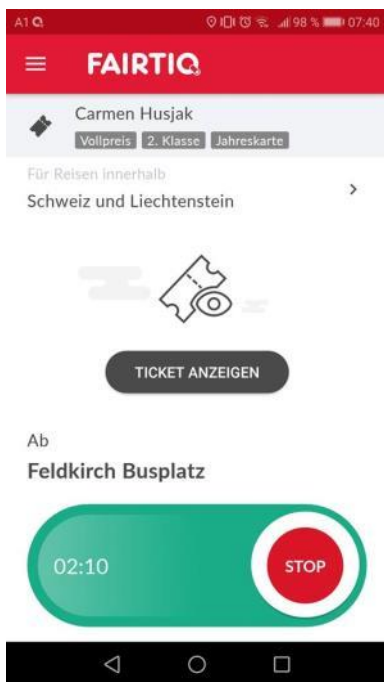 A1 98 % 07:40
FAIRTIQ
Carmen Husjak
Vollpreis 2. Klasse Jahreskarte
Für Reisen innerhalb
Schweiz und Liechtenstein
TICKET ANZEIGEN
Ab
Feldkirch Busplatz
02:10 STOP